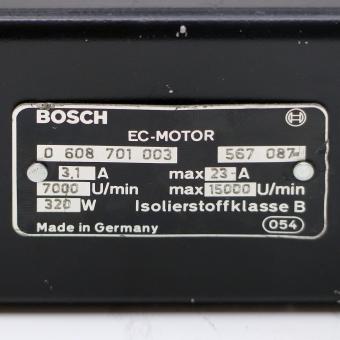 BOSCH
EC-MOTOR
0 608 701 003 567 087
3,1 A max 23 A
7000 U/min max 15000 U/min
320 W Isolierstoffklasse B
Made in Germany 054